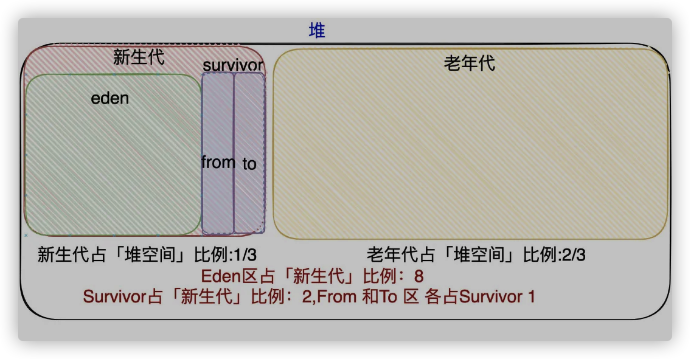 堆
新生代
survivor
老年代
eden
from
to
新生代占「堆空间」比例:1/3
老年代占「堆空间」比例:2/3
Eden区占「新生代」比例：8
Survivor占「新生代」比例：2,From 和To 区 各占Survivor 1